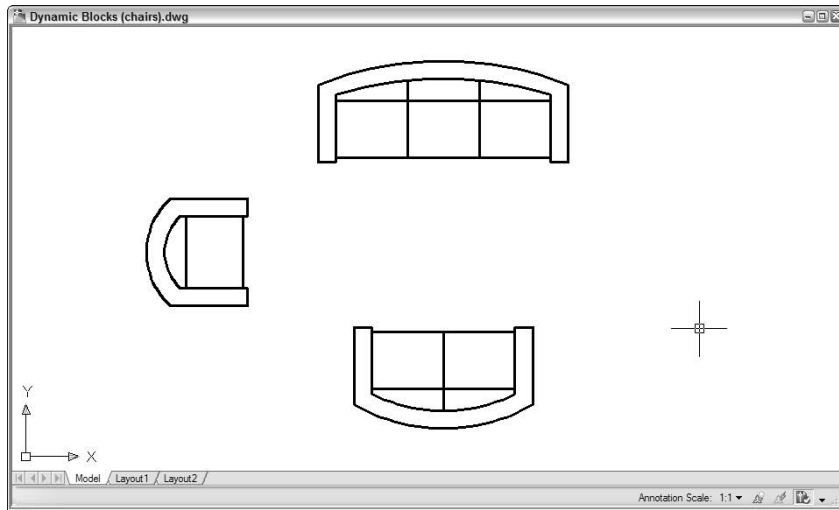 Dynamic Blocks (chairs).dwg
Y
X
Model / Layout1 / Layout2 /
Annotation Scale: 1:1